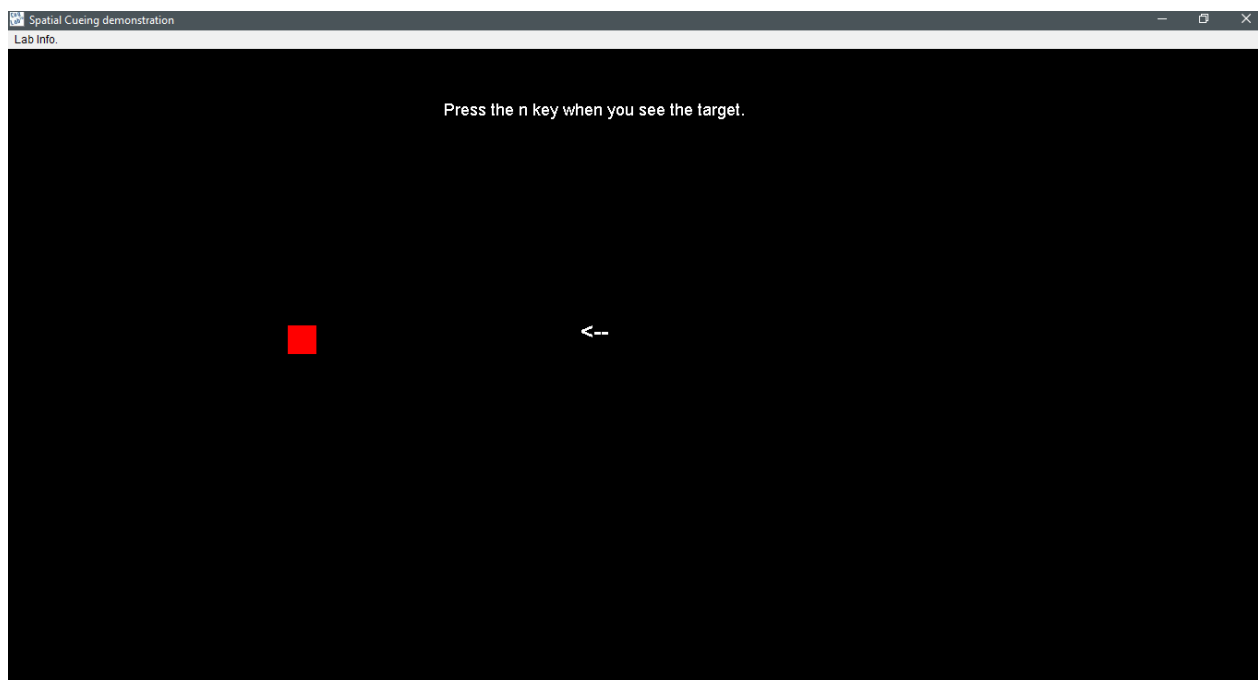 Spatial Cueing demonstration
Lab Info.
Press the n key when you see the target.
<--